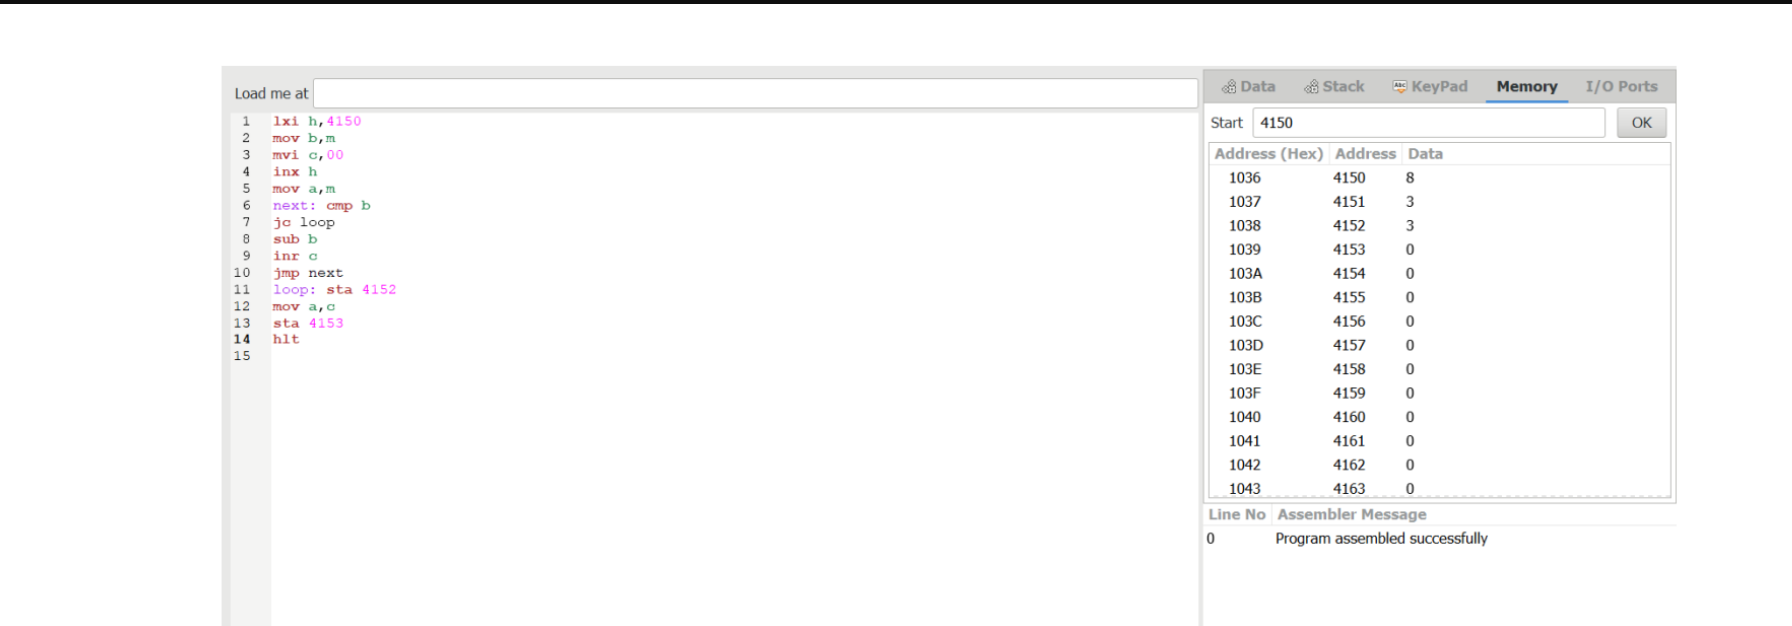 Load me at
1 lxi h,4150
2 mov b,m
3 mvi c,00
4 inx h
5 mov a,m
6 next: cmp b
7 jc loop
8 sub b
9 inr c
10 jmp next
11 loop: sta 4152
12 mov a,c
13 sta 4153
14 hlt
15
Data Stack KeyPad Memory I/O Ports
Start 4150 OK
Address (Hex) Address Data
1036 4150 8
1037 4151 3
1038 4152 3
1039 4153 0
103A 4154 0
103B 4155 0
103C 4156 0
103D 4157 0
103E 4158 0
103F 4159 0
1040 4160 0
1041 4161 0
1042 4162 0
1043 4163 0
Line No Assembler Message
0 Program assembled successfully